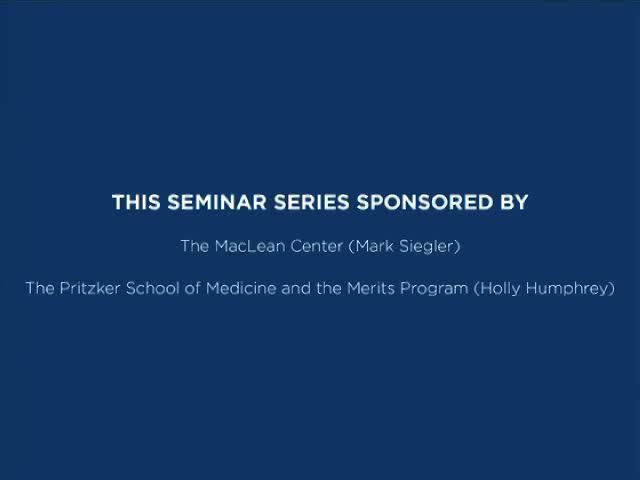 THIS SEMINAR SERIES SPONSORED BY
The MacLean Center (Mark Siegler)
The Pritzker School of Medicine and the Merits Program (Holly Humphrey)